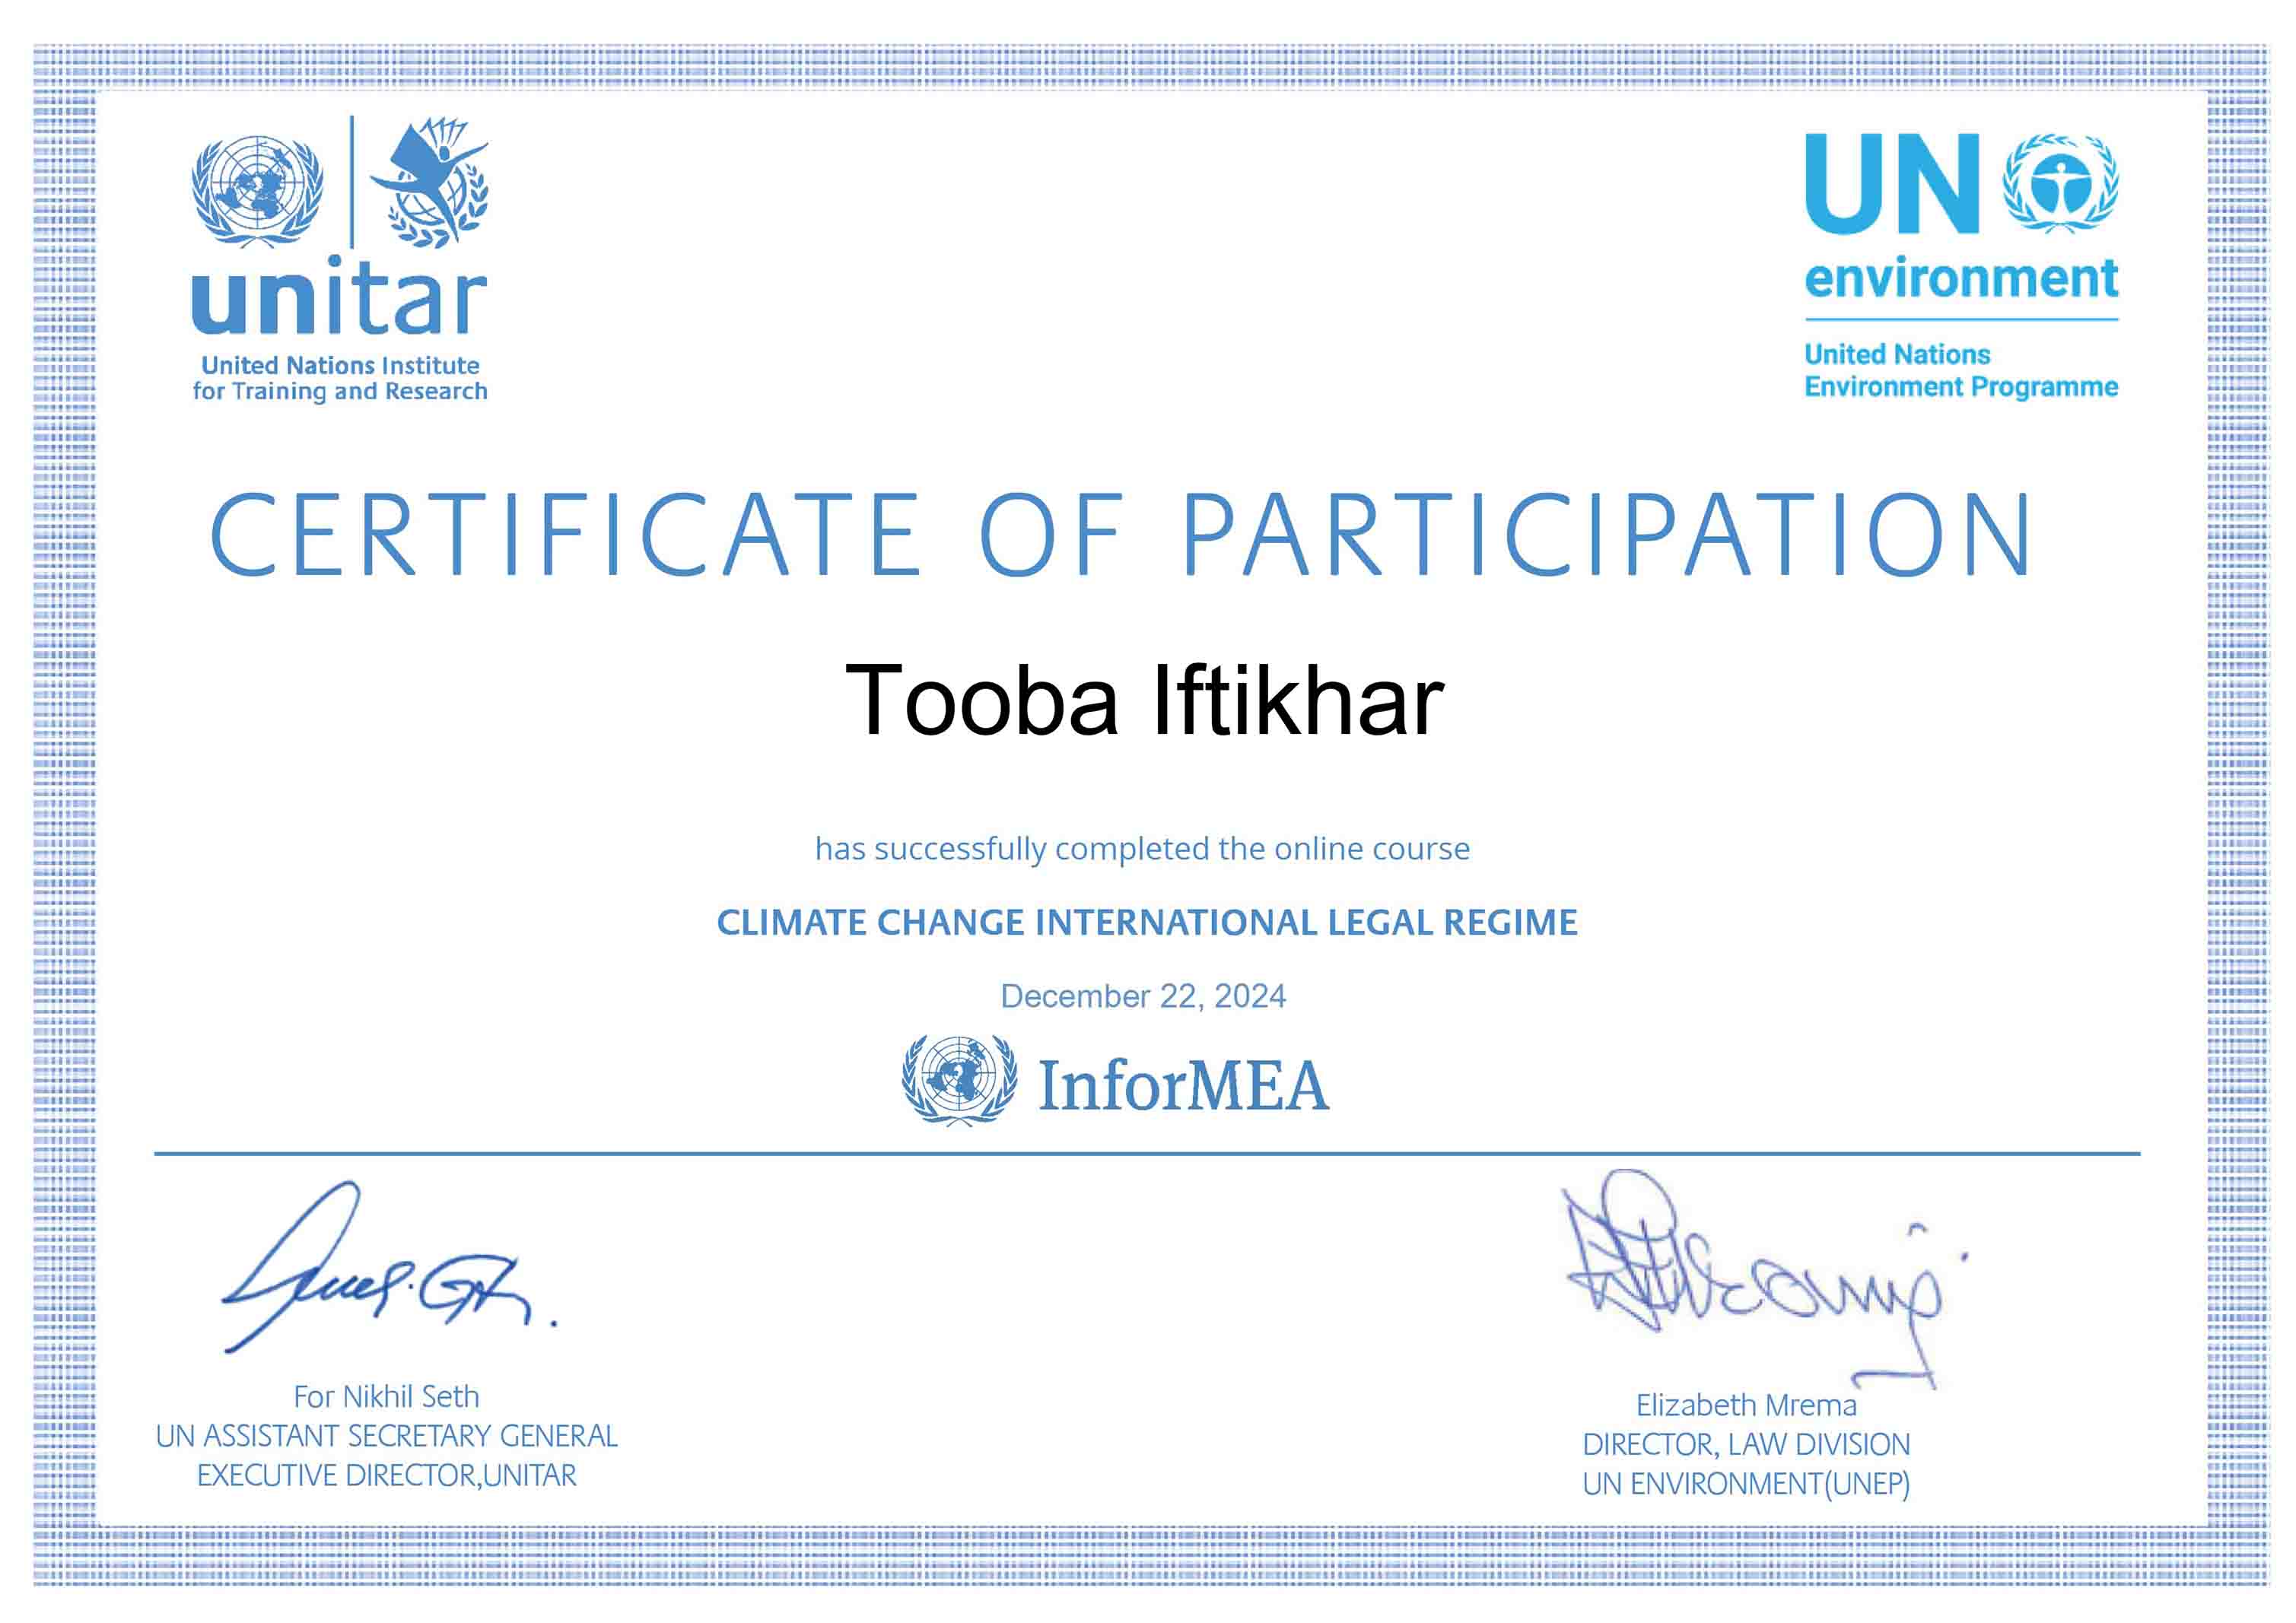 unitar
United Nations Institute
for Training and Research
UN
environment
United Nations
Environment Programme
CERTIFICATE OF PARTICIPATION
Tooba Iftikhar
has successfully completed the online course
CLIMATE CHANGE INTERNATIONAL LEGAL REGIME
December 22, 2024
InforMEA
For Nikhil Seth
UN ASSISTANT SECRETARY GENERAL
EXECUTIVE DIRECTOR,UNITAR
Elizabeth Mrema
DIRECTOR, LAW DIVISION
UN ENVIRONMENT(UNEP)